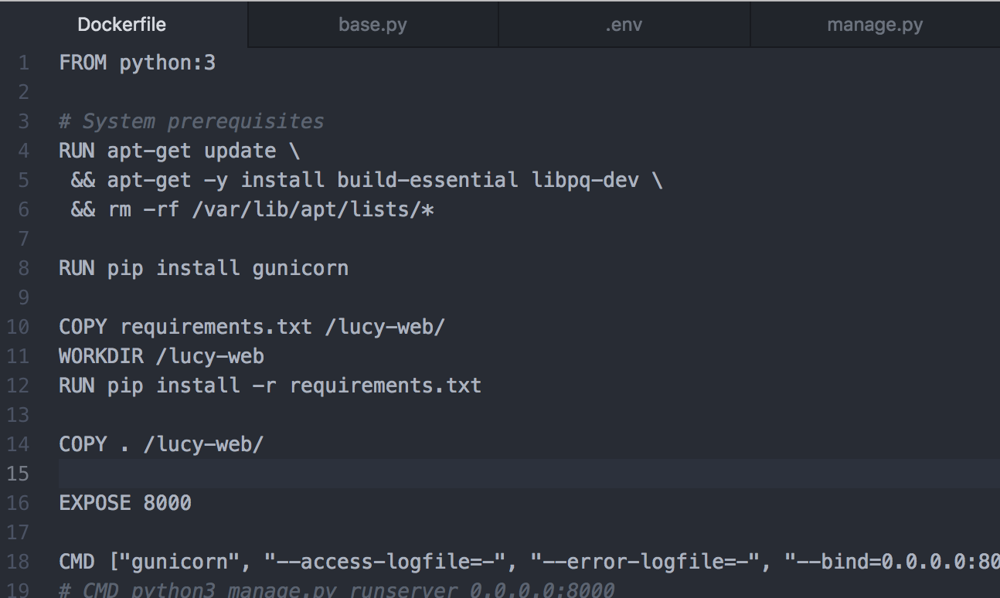 Dockerfile base.py .env manage.py
1 FROM python:3
2
3 # System prerequisites
4 RUN apt-get update \
5 && apt-get -y install build-essential libpq-dev \
6 && rm -rf /var/lib/apt/lists/*
7
8 RUN pip install gunicorn
9
10 COPY requirements.txt /lucy-web/
11 WORKDIR /lucy-web
12 RUN pip install -r requirements.txt
13
14 COPY . /lucy-web/
15
16 EXPOSE 8000
17
18 CMD ["gunicorn", "--access-logfile=-", "--error-logfile=-", "--bind=0.0.0.0:80
19 # CMD python3 manage.py runserver 0.0.0.0:8000